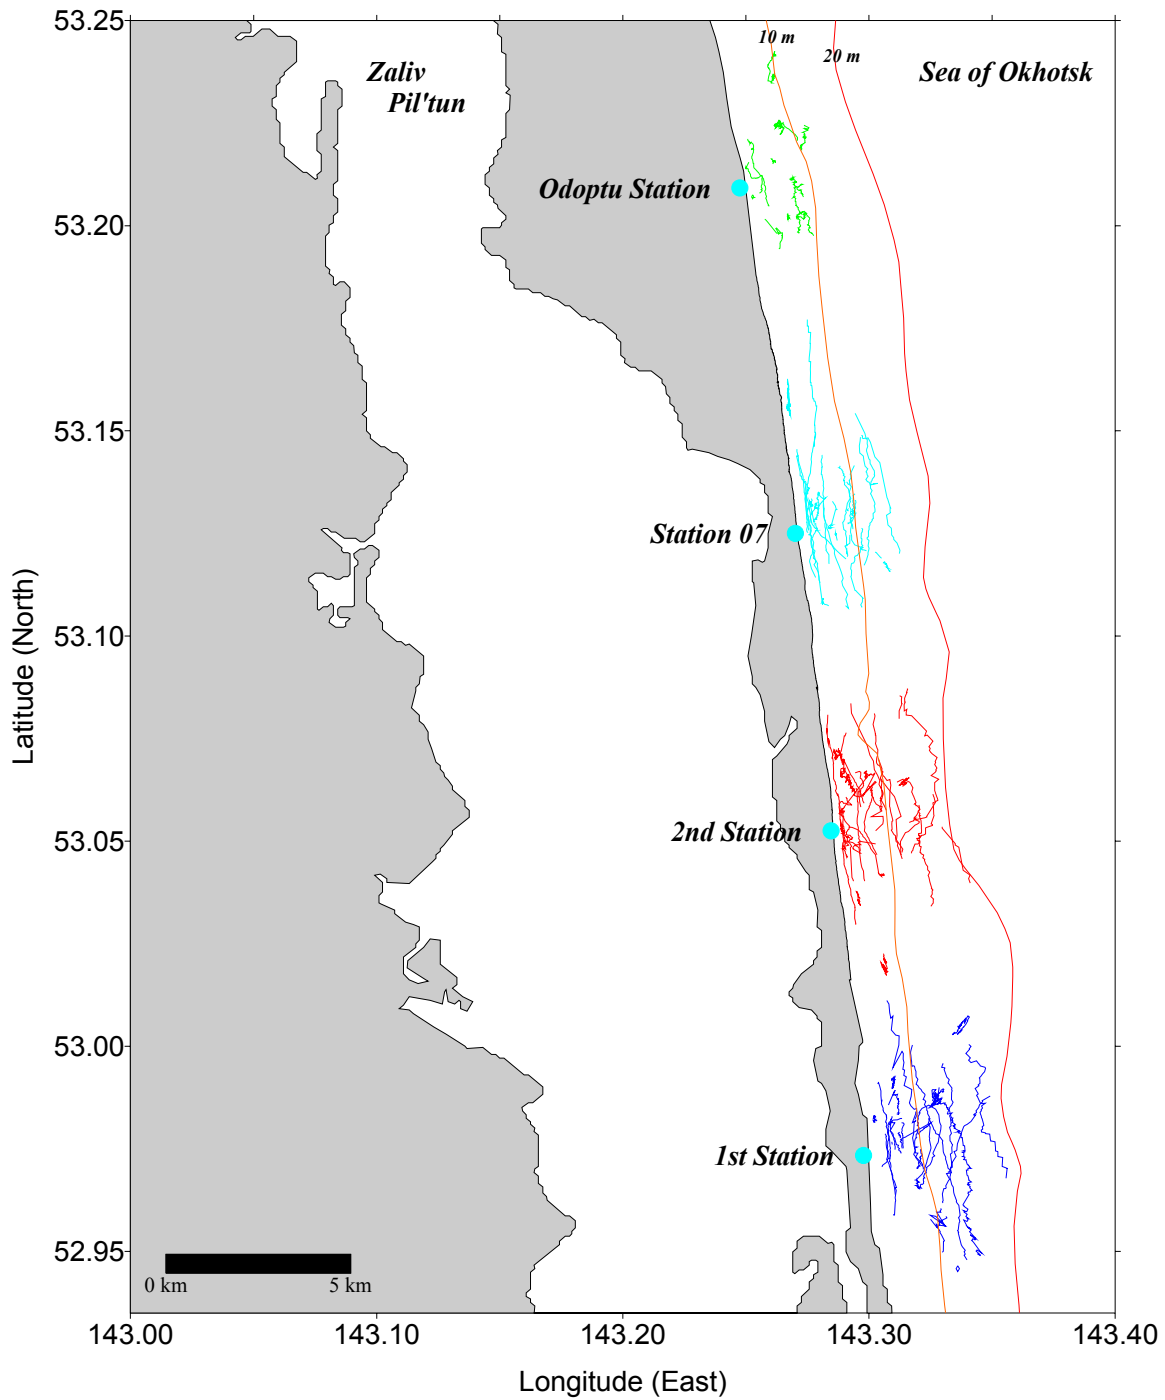 53.25
10 m
20 m
Zaliv
Pil'tun
Sea of Okhotsk
Odoptu Station
53.20
53.15
Station 07
53.10
Latitude (North)
2nd Station
53.05
53.00
1st Station
52.95
0 km
5 km
143.00
143.10
143.20
143.30
143.40
Longitude (East)